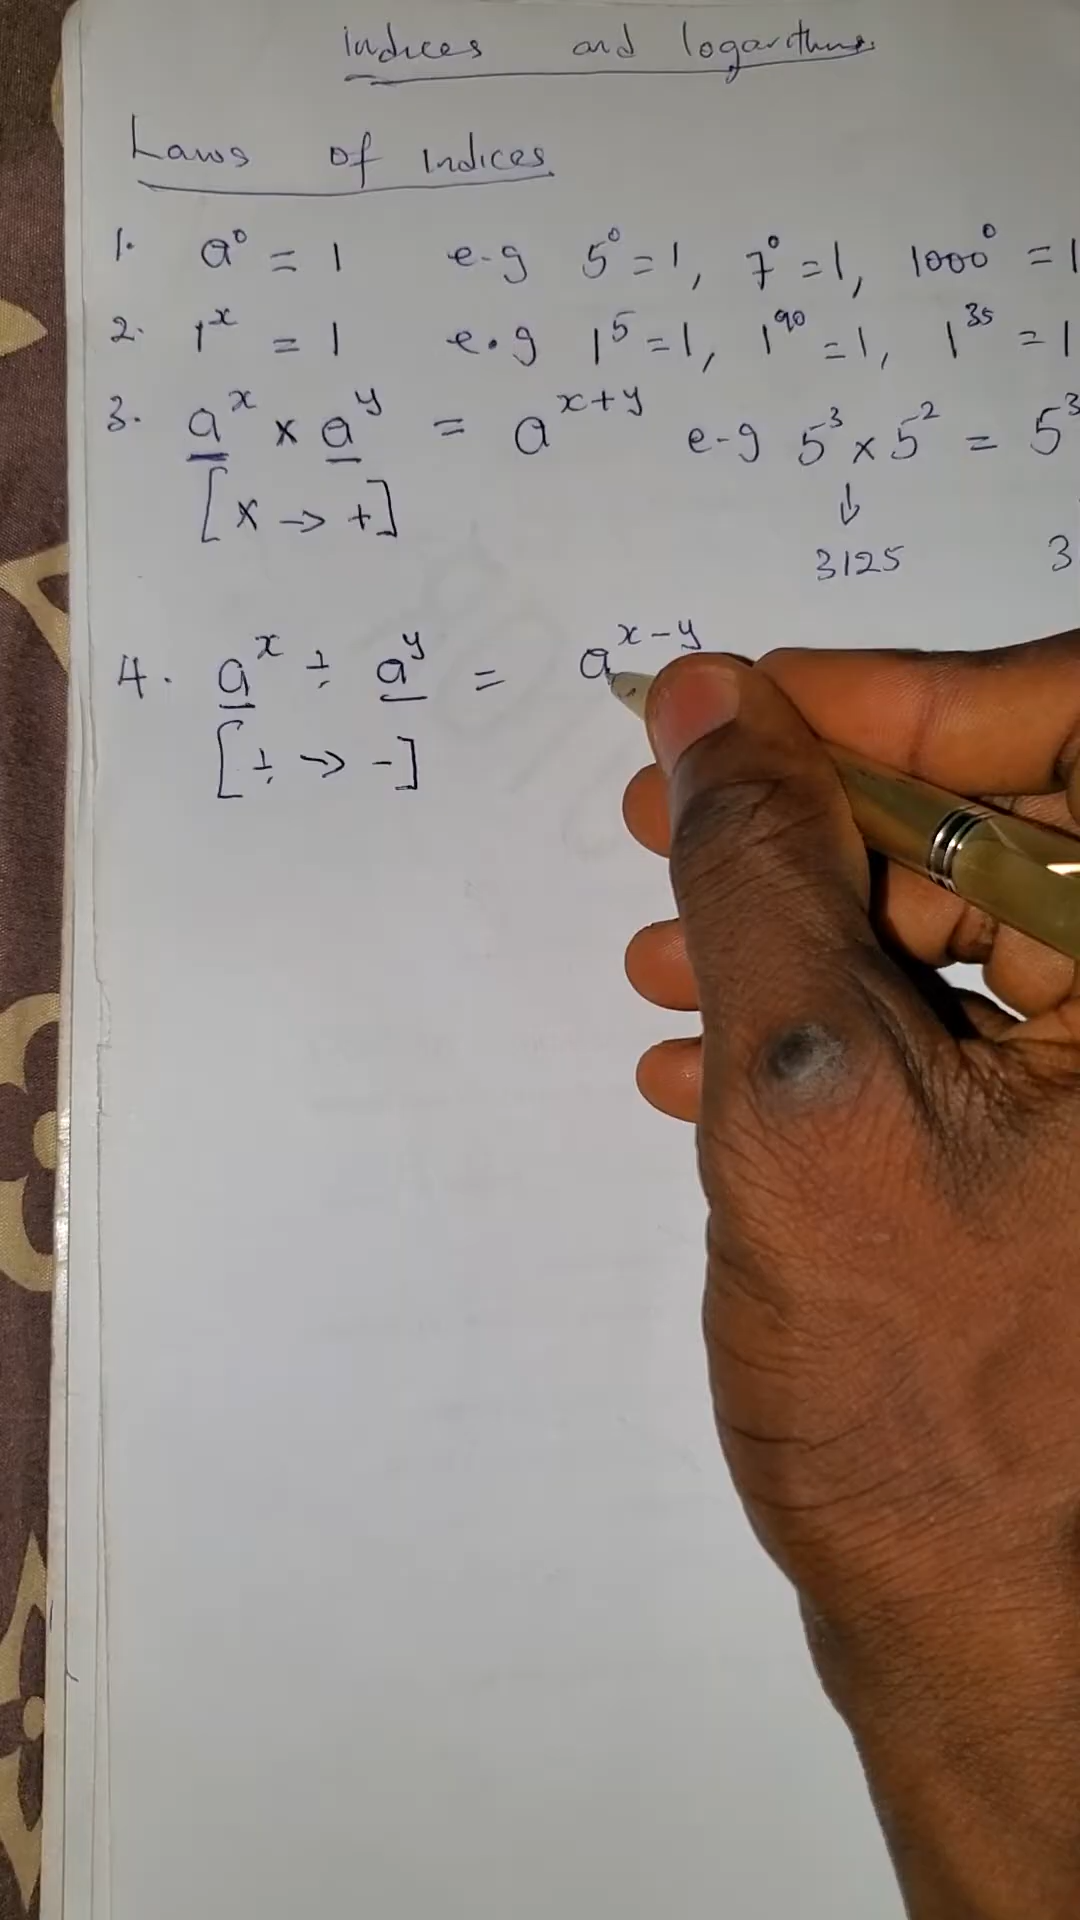 indices and logarithms
Laws of indices
1. a⁰ = 1 e-g 5⁰ = 1, 7⁰ = 1, 1000⁰ = 1
2. 1ˣ = 1 e.g 1⁵ = 1, 1⁹⁰ = 1, 1³⁵ = 1
3. aˣ × aʸ = aˣ⁺ʸ e-g 5³ × 5² = 5³
[× → +]
↓
3125 3
4. aˣ ÷ aʸ = aˣ⁻ʸ
[÷ → -]